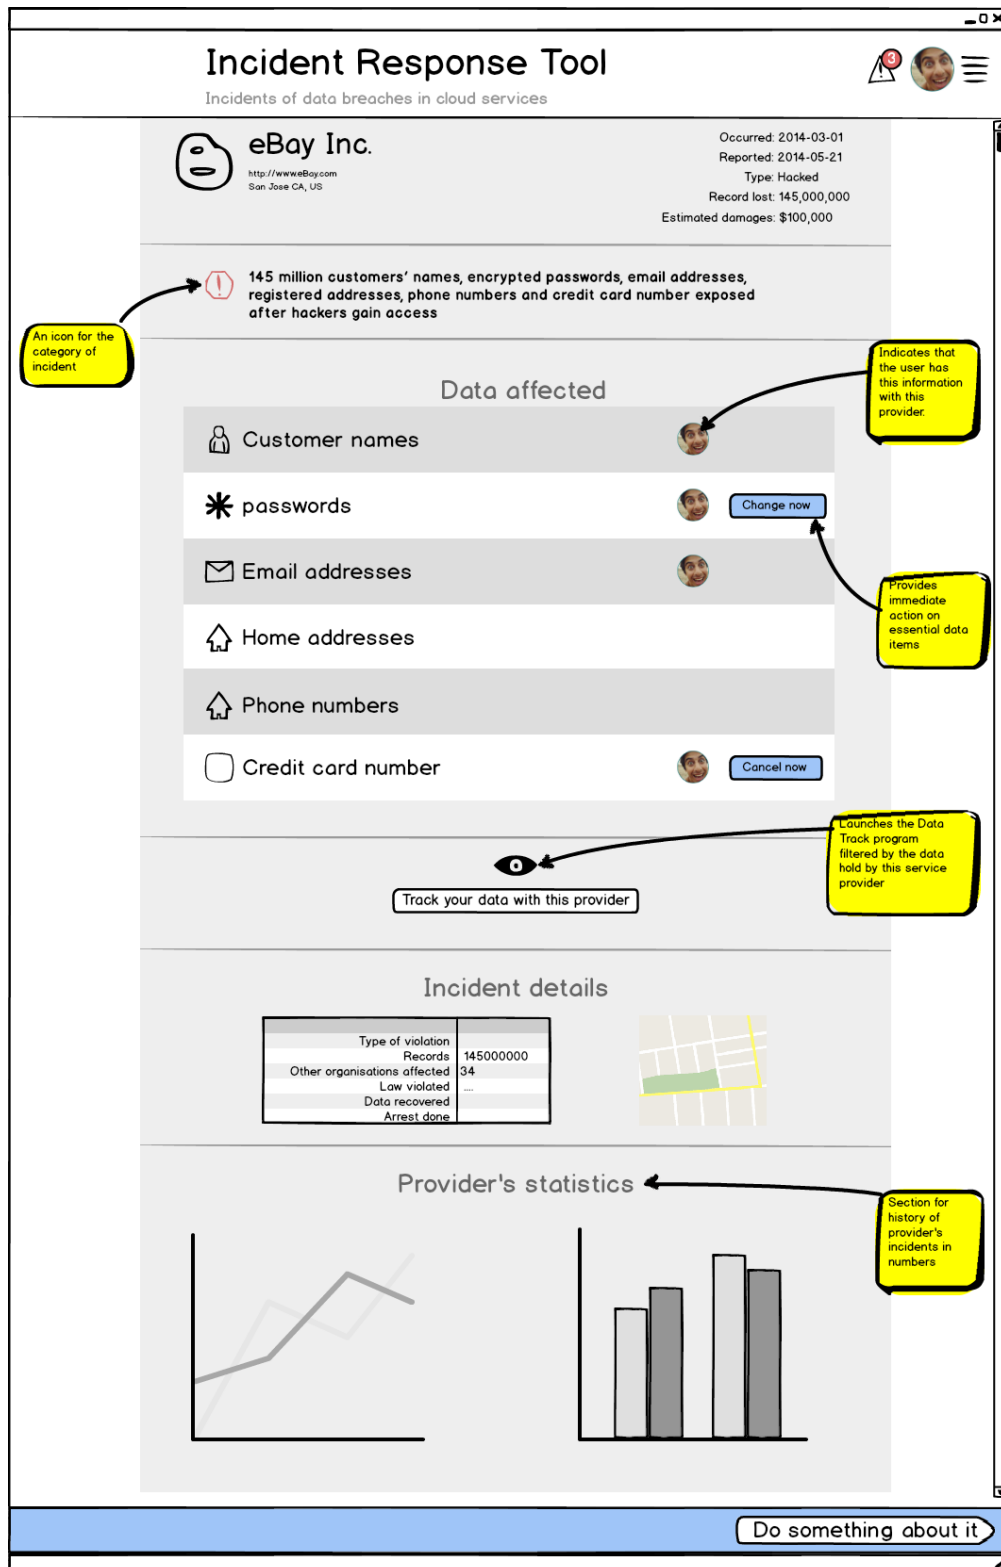 Incident Response Tool
Incidents of data breaches in cloud services
3
eBay Inc.
http://www.eBay.com
San Jose CA, US
Occurred: 2014-03-01
Reported: 2014-05-21
Type: Hacked
Record lost: 145,000,000
Estimated damages: $100,000
145 million customers' names, encrypted passwords, email addresses,
registered addresses, phone numbers and credit card number exposed
after hackers gain access
An icon for the
category of
incident
Indicates that
the user has
this information
with this
provider.
Data affected
Customer names
passwords
Change now
Email addresses
Provides
immediate
action on
essential data
items
Home addresses
Phone numbers
Credit card number
Cancel now
Launches the Data
Track program
filtered by the data
hold by this service
provider
Track your data with this provider
Incident details
Type of violation
Records 145000000
Other organisations affected 34
Law violated ....
Data recovered
Arrest done
Provider's statistics
Section for
history of
provider's
incidents in
numbers
Do something about it